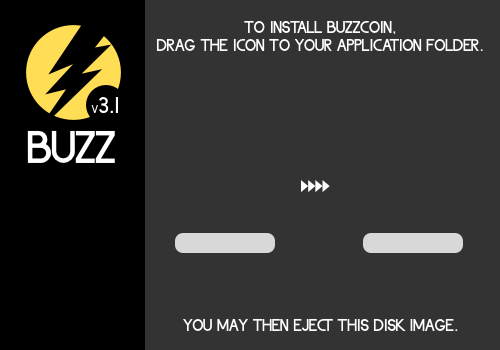 v3.1
BUZZ
TO INSTALL BUZZCOIN,
DRAG THE ICON TO YOUR APPLICATION FOLDER.
YOU MAY THEN EJECT THIS DISK IMAGE.